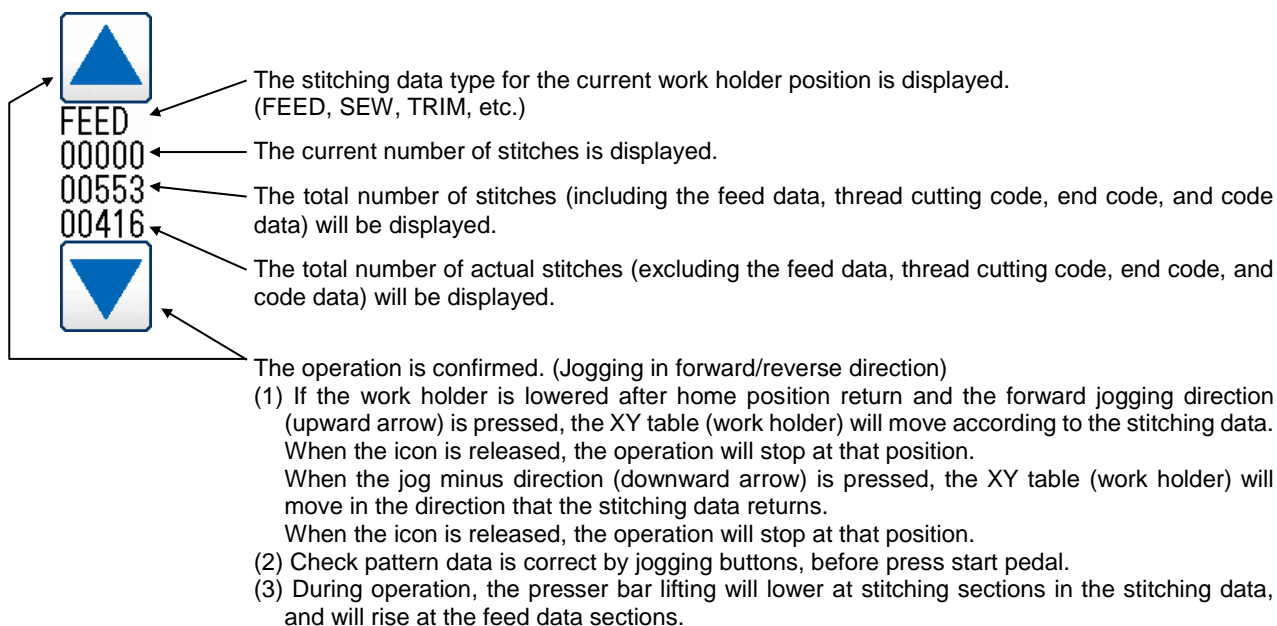 The stitching data type for the current work holder position is displayed.
(FEED, SEW, TRIM, etc.)
FEED
00000
The current number of stitches is displayed.
00553
The total number of stitches (including the feed data, thread cutting code, end code, and code
data) will be displayed.
00416
The total number of actual stitches (excluding the feed data, thread cutting code, end code, and
code data) will be displayed.
The operation is confirmed. (Jogging in forward/reverse direction)
(1) If the work holder is lowered after home position return and the forward jogging direction
(upward arrow) is pressed, the XY table (work holder) will move according to the stitching data.
When the icon is released, the operation will stop at that position.
When the jog minus direction (downward arrow) is pressed, the XY table (work holder) will
move in the direction that the stitching data returns.
When the icon is released, the operation will stop at that position.
(2) Check pattern data is correct by jogging buttons, before press start pedal.
(3) During operation, the presser bar lifting will lower at stitching sections in the stitching data,
and will rise at the feed data sections.